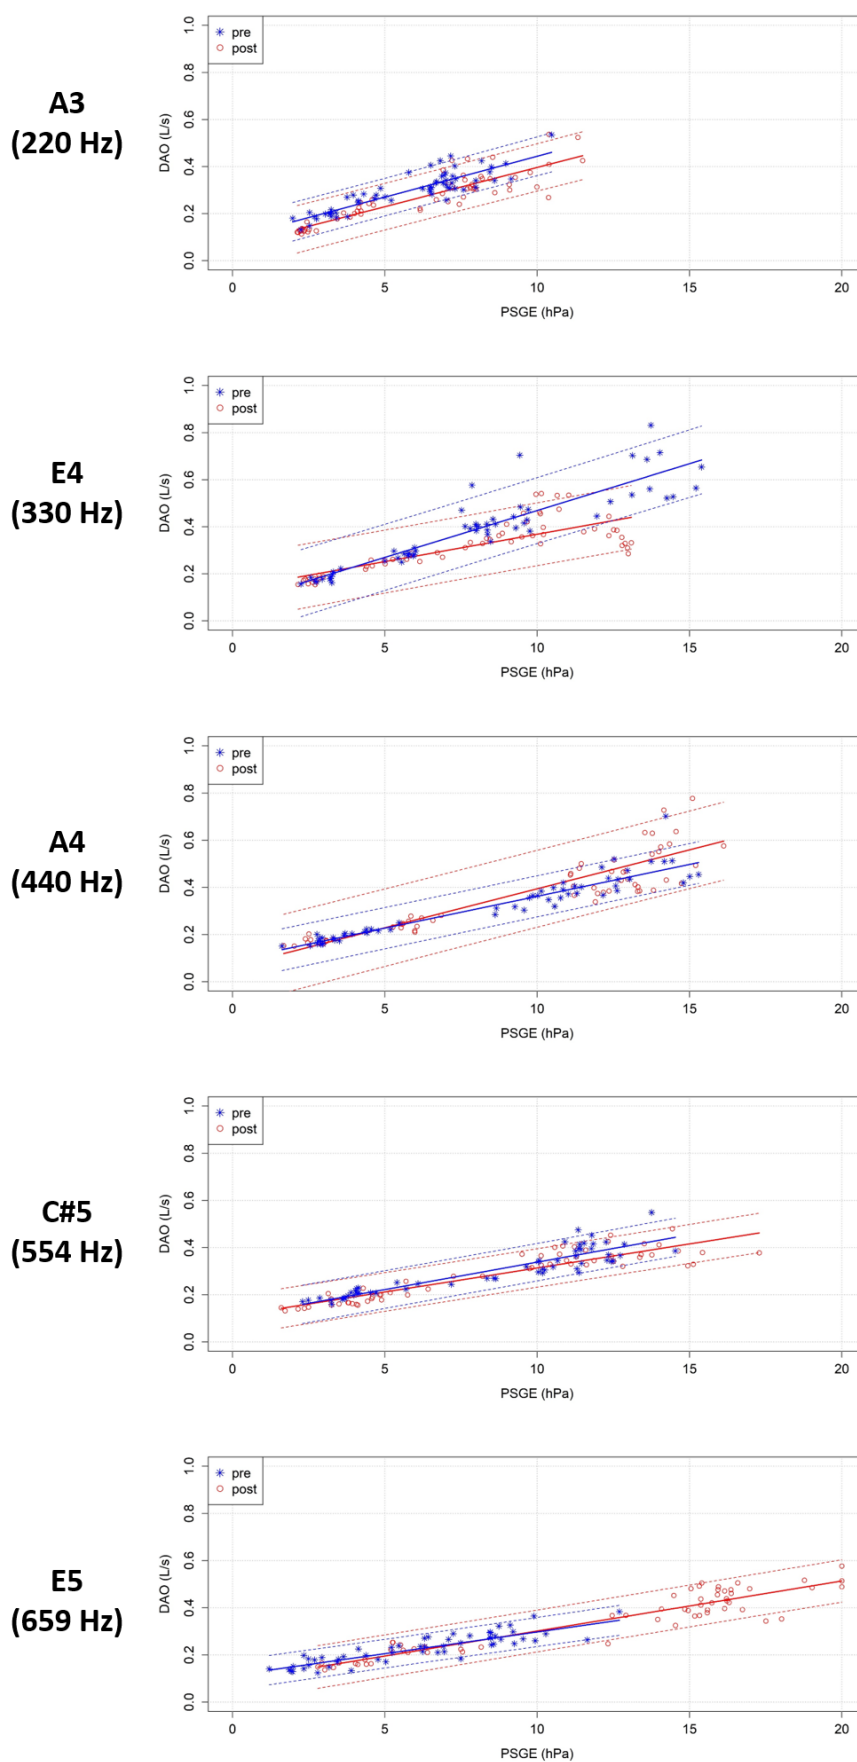 A3
(220 Hz)
pre
post
DAO (L/s)
0.0 0.2 0.4 0.6 0.8 1.0
0 5 10 15 20
PSGE (hPa)
E4
(330 Hz)
pre
post
DAO (L/s)
0.0 0.2 0.4 0.6 0.8 1.0
0 5 10 15 20
PSGE (hPa)
A4
(440 Hz)
pre
post
DAO (L/s)
0.0 0.2 0.4 0.6 0.8 1.0
0 5 10 15 20
PSGE (hPa)
C#5
(554 Hz)
pre
post
DAO (L/s)
0.0 0.2 0.4 0.6 0.8 1.0
0 5 10 15 20
PSGE (hPa)
E5
(659 Hz)
pre
post
DAO (L/s)
0.0 0.2 0.4 0.6 0.8 1.0
0 5 10 15 20
PSGE (hPa)